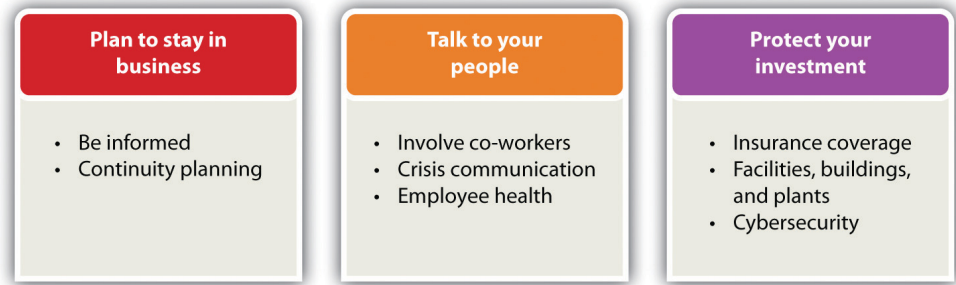 Plan to stay in
business
• Be informed
• Continuity planning
Talk to your
people
• Involve co-workers
• Crisis communication
• Employee health
Protect your
investment
• Insurance coverage
• Facilities, buildings,
and plants
• Cybersecurity